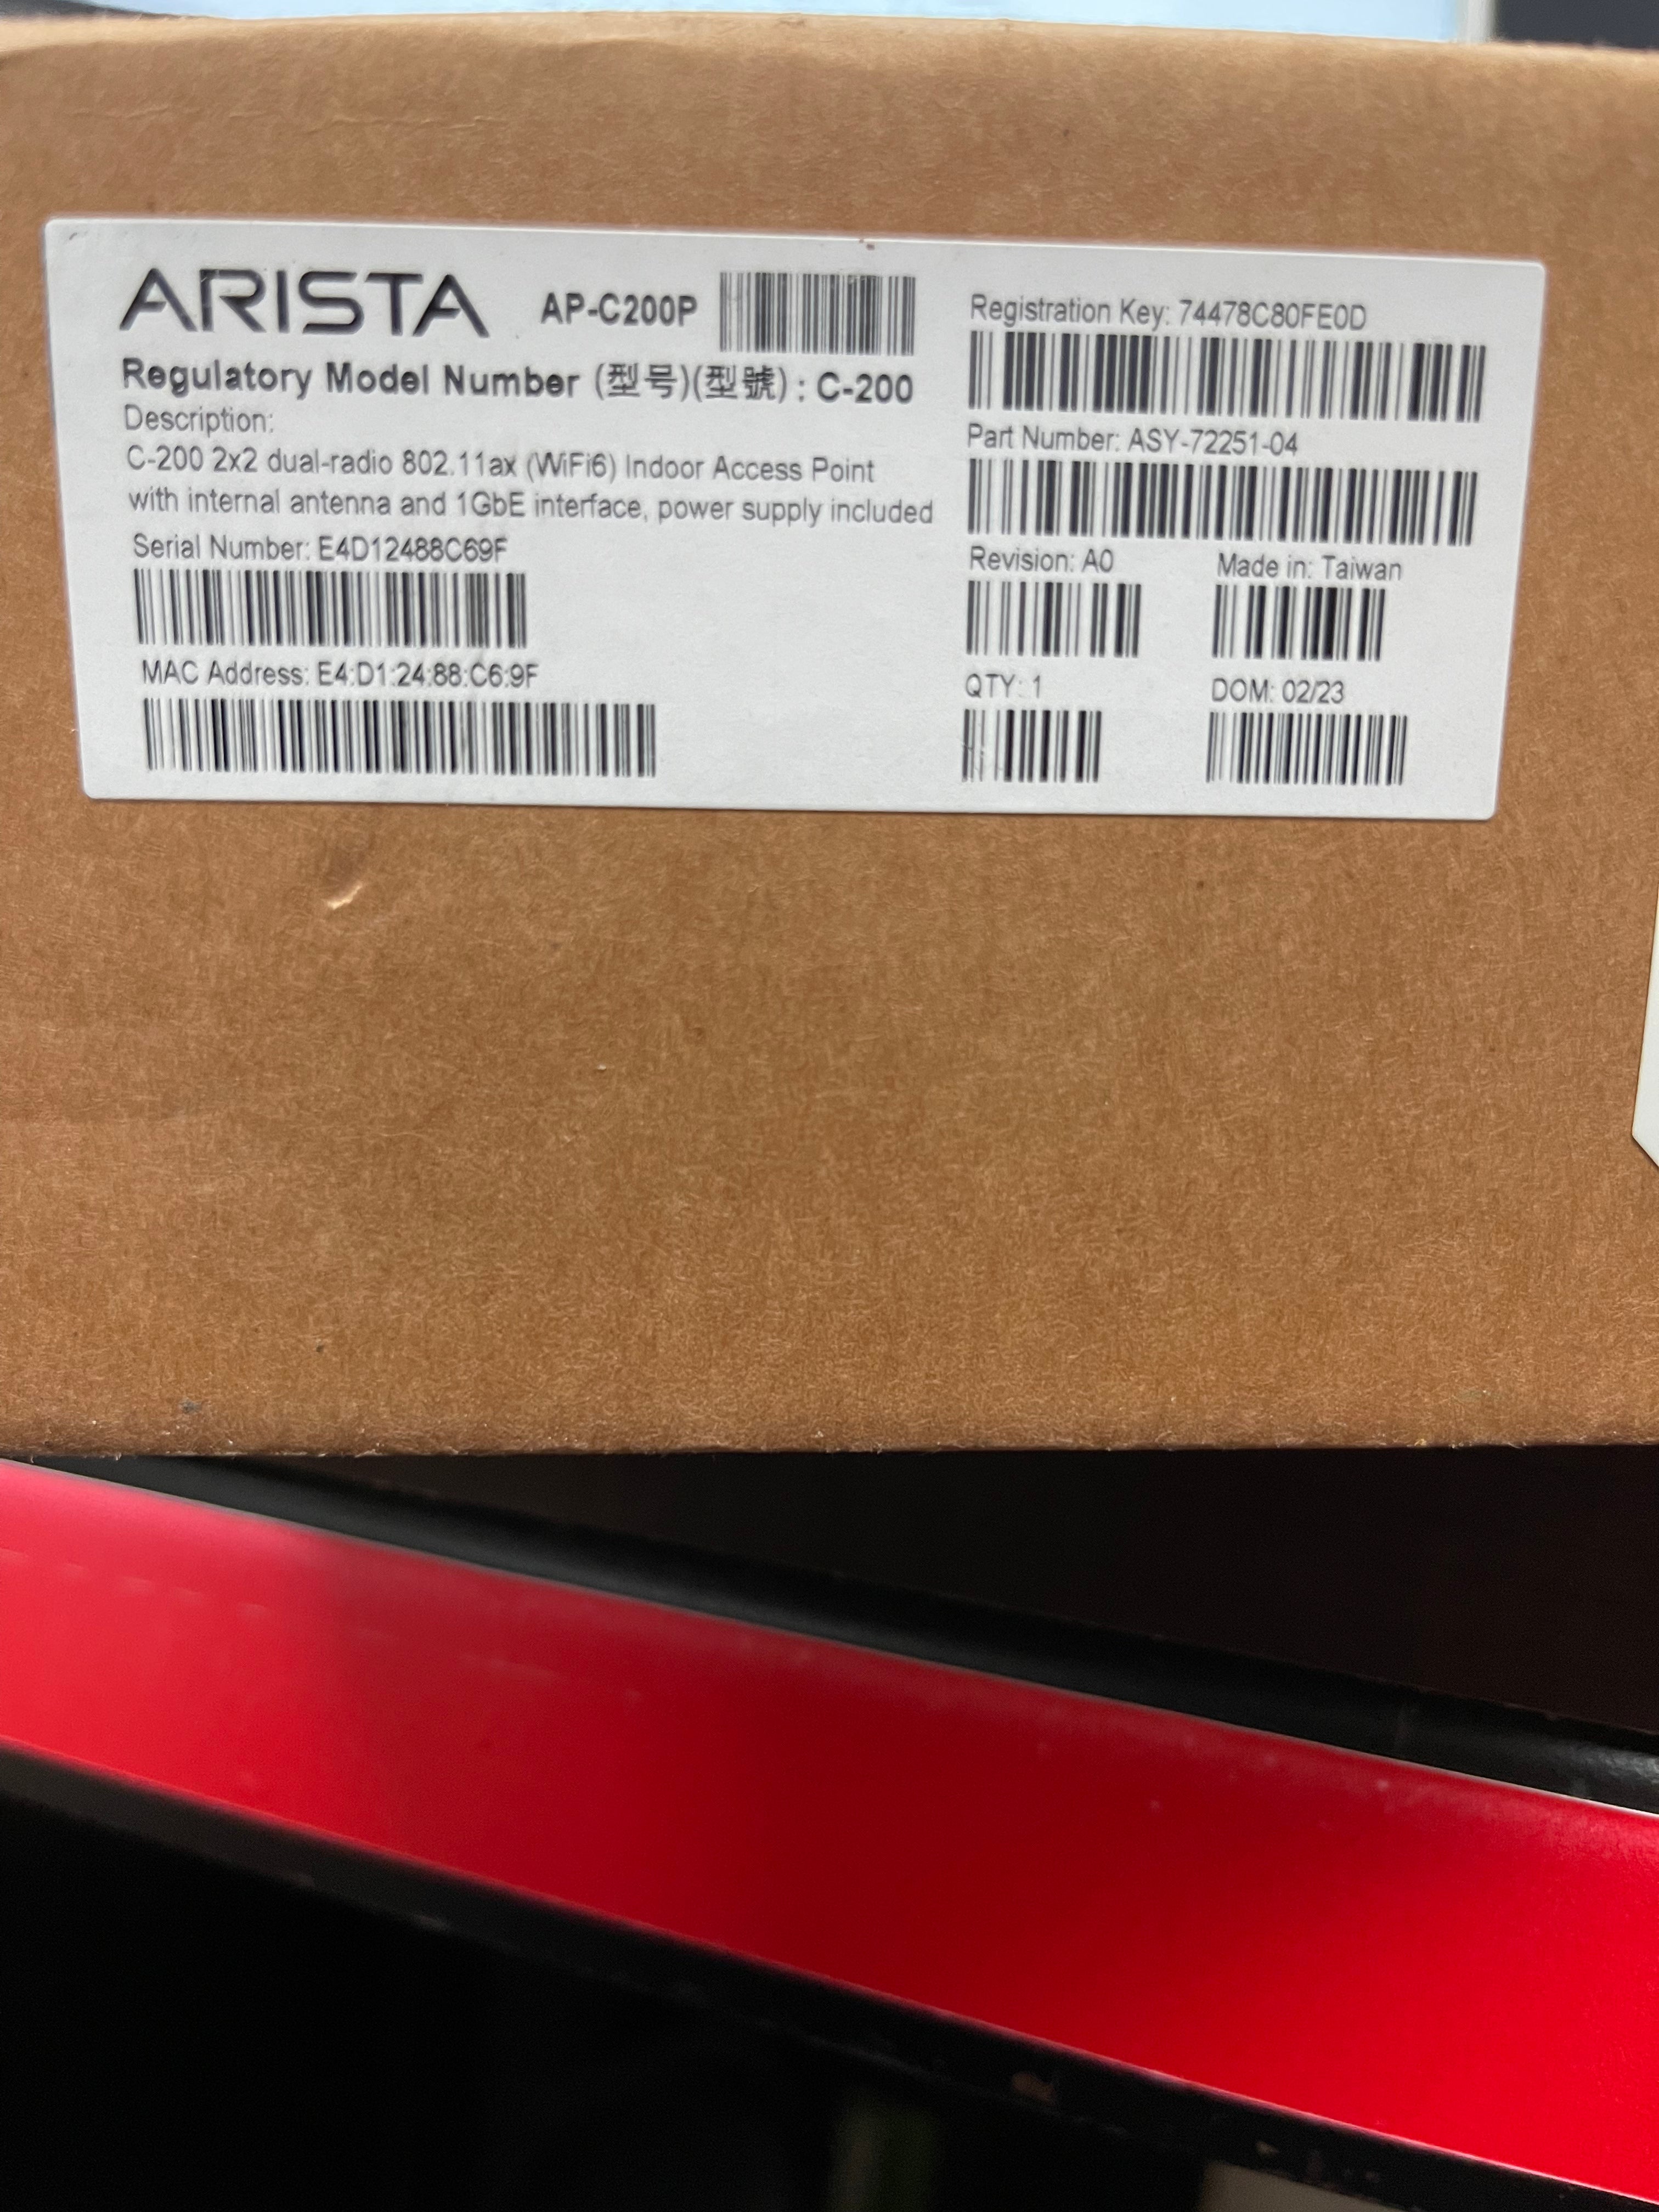 ARISTA AP-C200P
Regulatory Model Number (型号)(型號) : C-200
Description:
C-200 2x2 dual-radio 802.11ax (WiFi6) Indoor Access Point
with internal antenna and 1GbE interface, power supply included
Serial Number: E4D12488C69F
MAC Address: E4:D1:24:88:C6:9F
Registration Key: 74478C80FE0D
Part Number: ASY-72251-04
Revision: A0 Made in: Taiwan
QTY: 1 DOM: 02/23